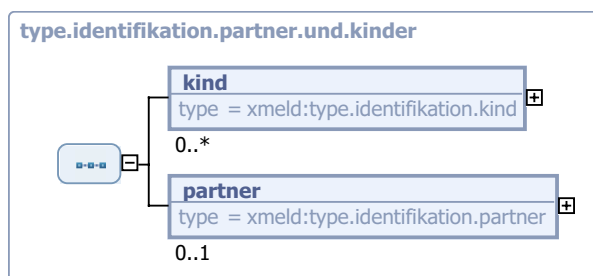 type.identifikation.partner.und.kinder
kind
type = xmeld:type.identifikation.kind
0..*
partner
type = xmeld:type.identifikation.partner
0..1